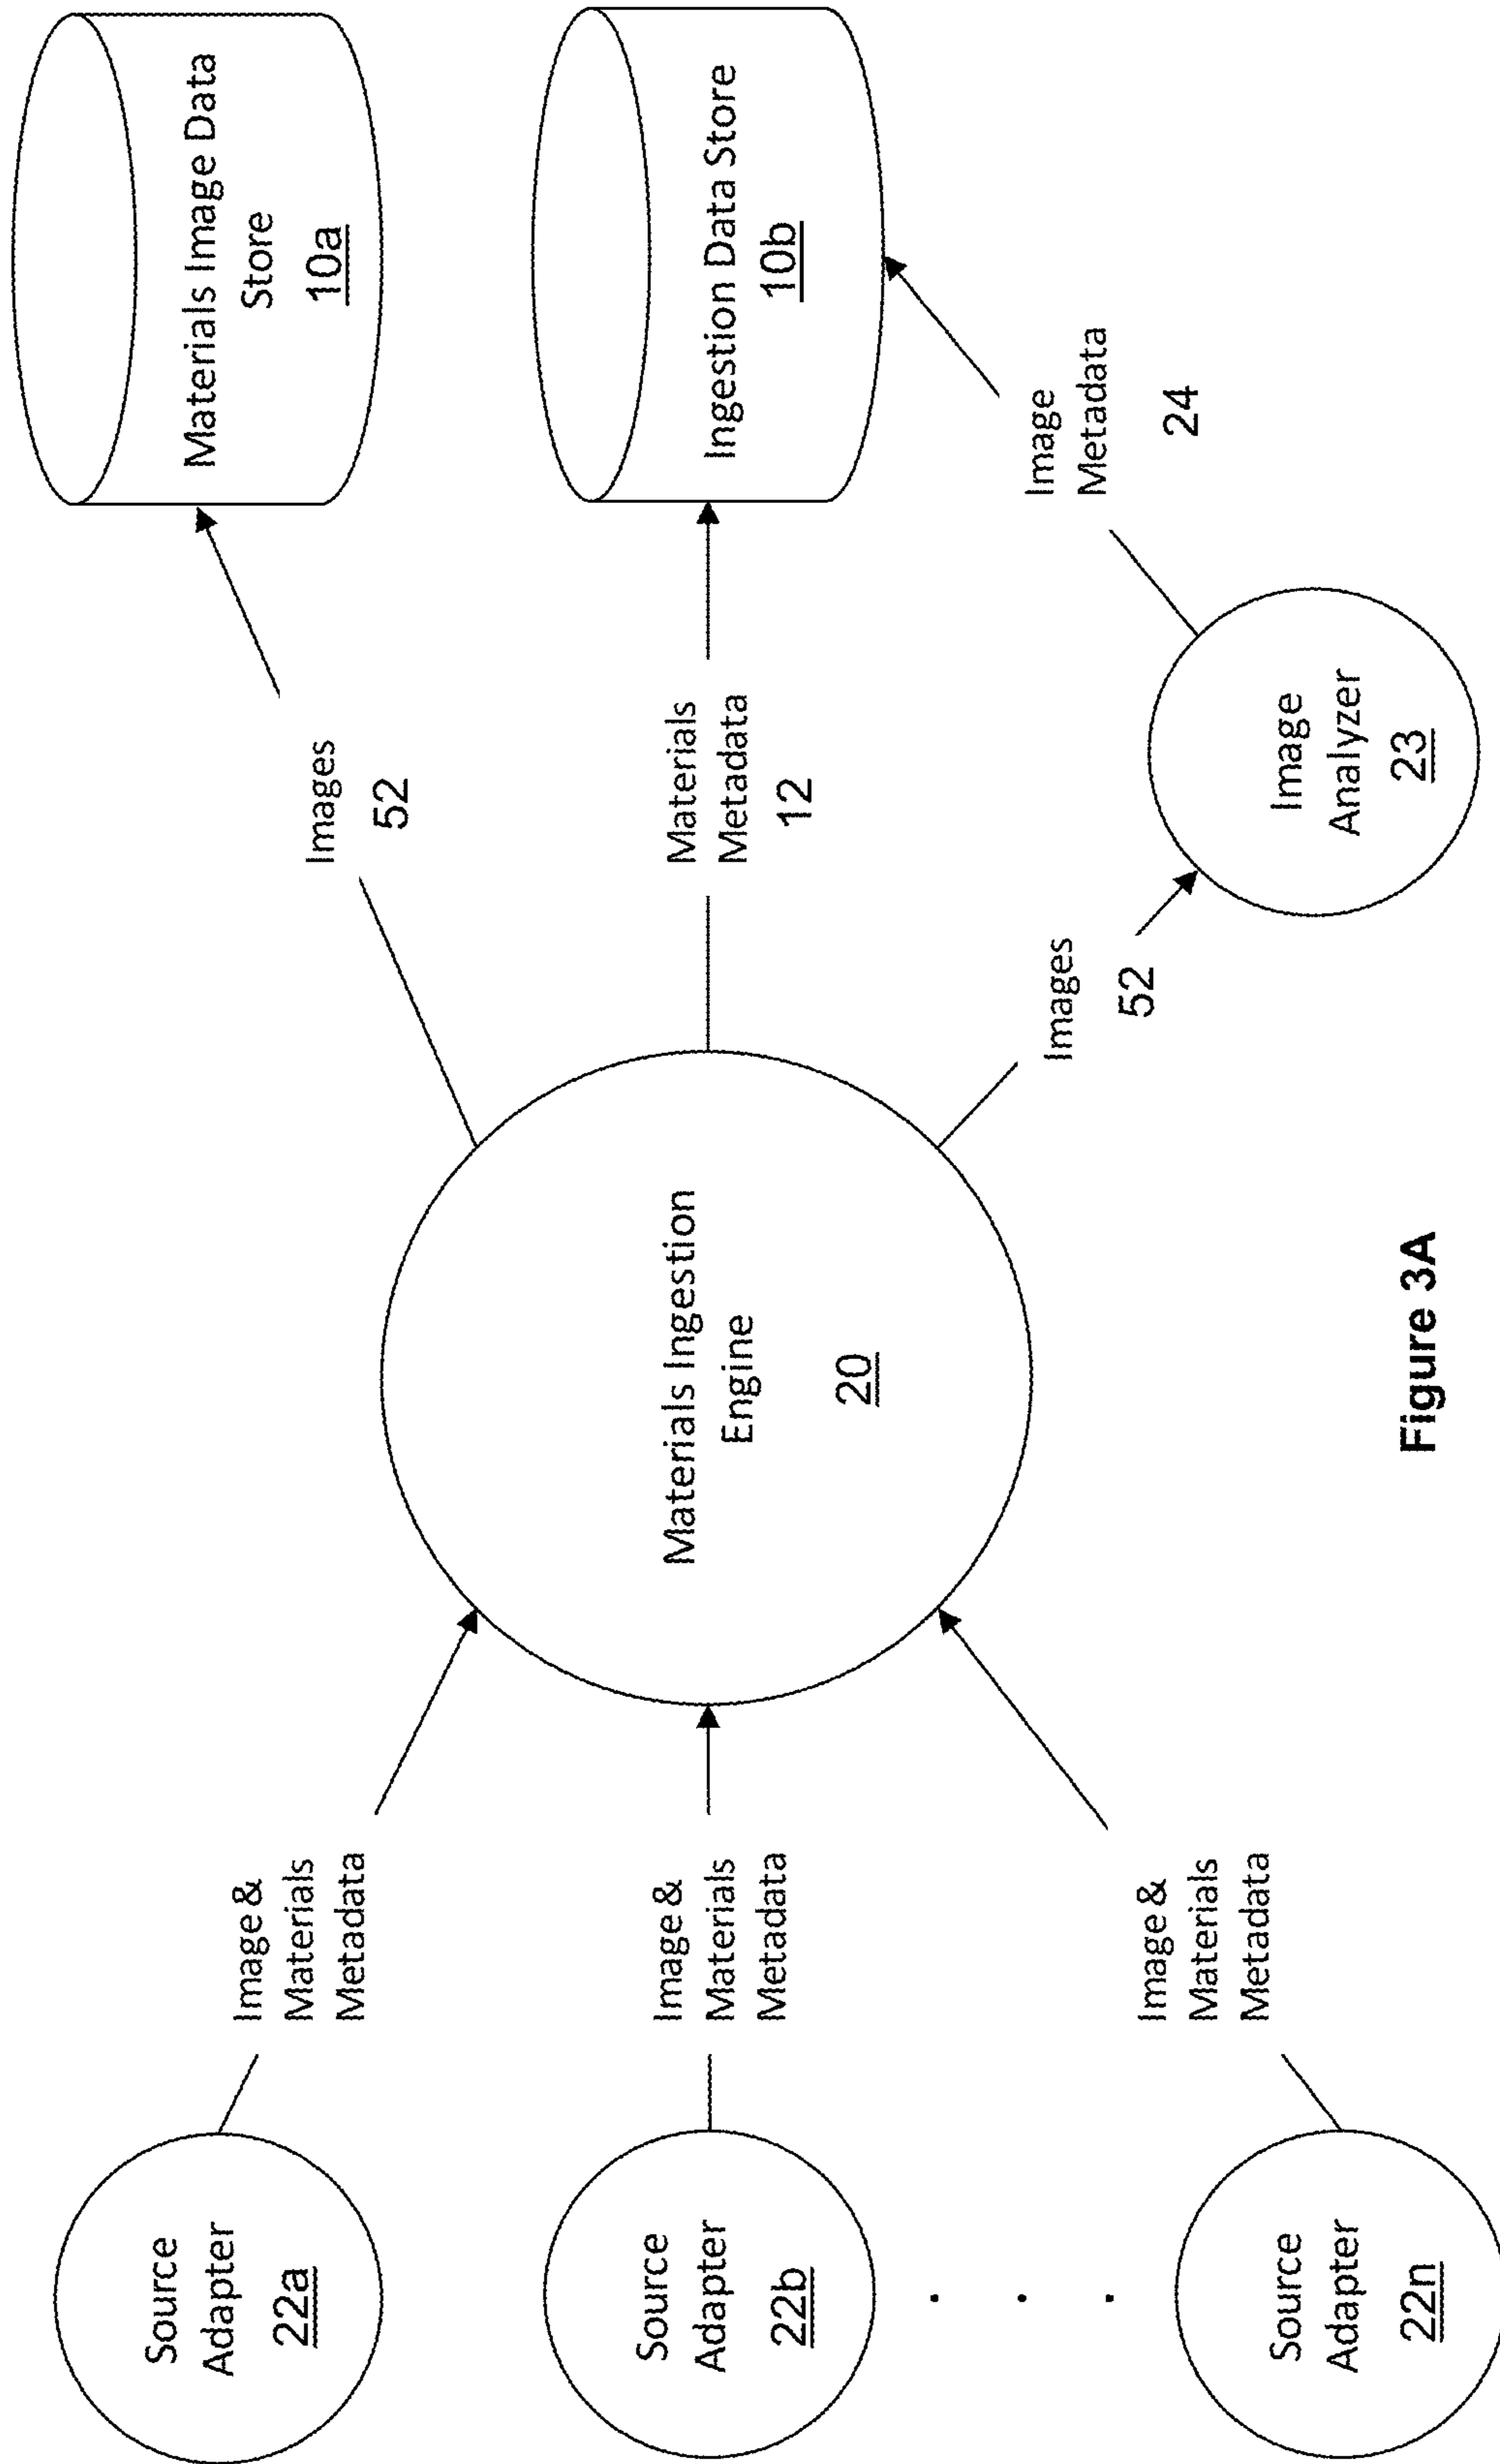 Source
Adapter
22a
Image &
Materials
Metadata
Images
52
Materials Image Data
Store
10a
Source
Adapter
22b
Image &
Materials
Metadata
Materials Ingestion
Engine
20
Materials
Metadata
12
Ingestion Data Store
10b
. . .
Source
Adapter
22n
Image &
Materials
Metadata
Images
52
Image
Analyzer
23
Image
Metadata
24
Figure 3A